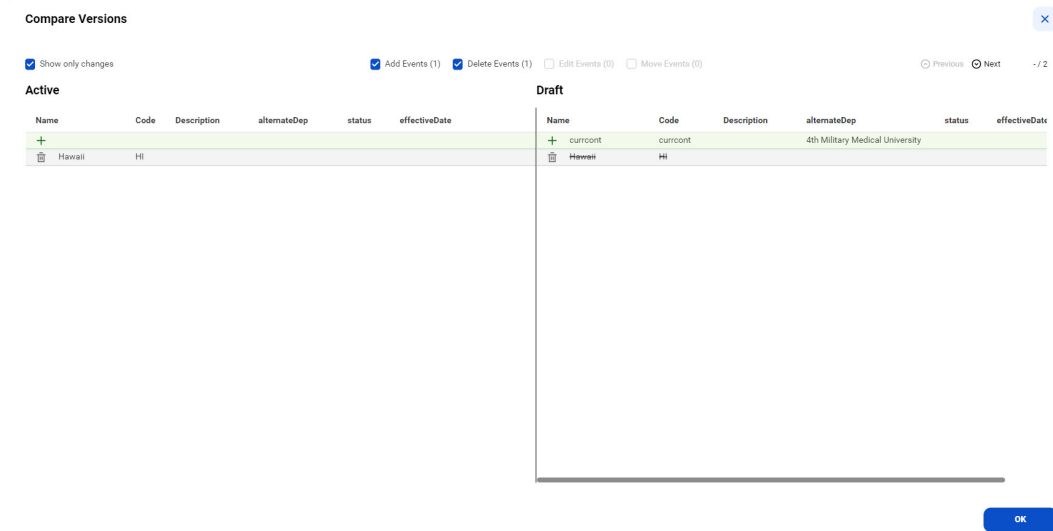 Compare Versions
Show only changes Add Events (1) Delete Events (1) Edit Events (0) Move Events (0) Previous Next - / 2
Active Draft
Name Code Description alternateDep status effectiveDate Name Code Description alternateDep status effectiveDate
currcont currcont 4th Military Medical University
Hawaii HI Hawaii HI
OK